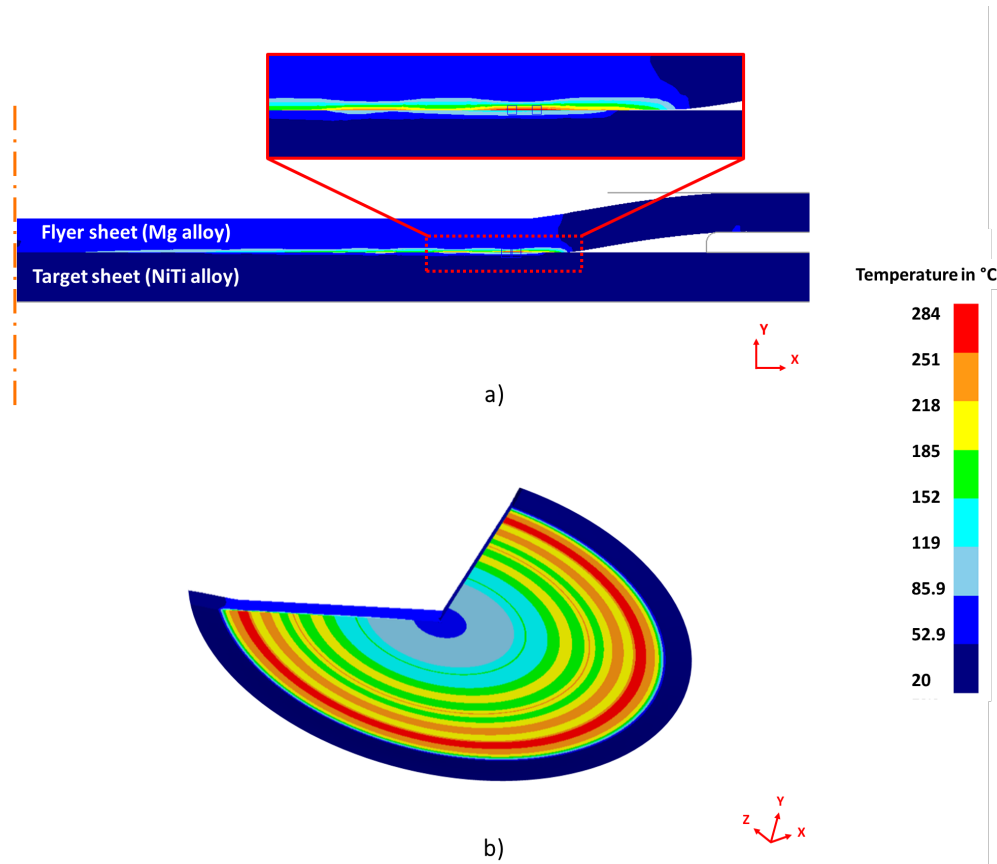 Flyer sheet (Mg alloy)
Target sheet (NiTi alloy)
Y
X
a)
Temperature in °C
284
251
218
185
152
119
85.9
52.9
20
Y
Z
X
b)